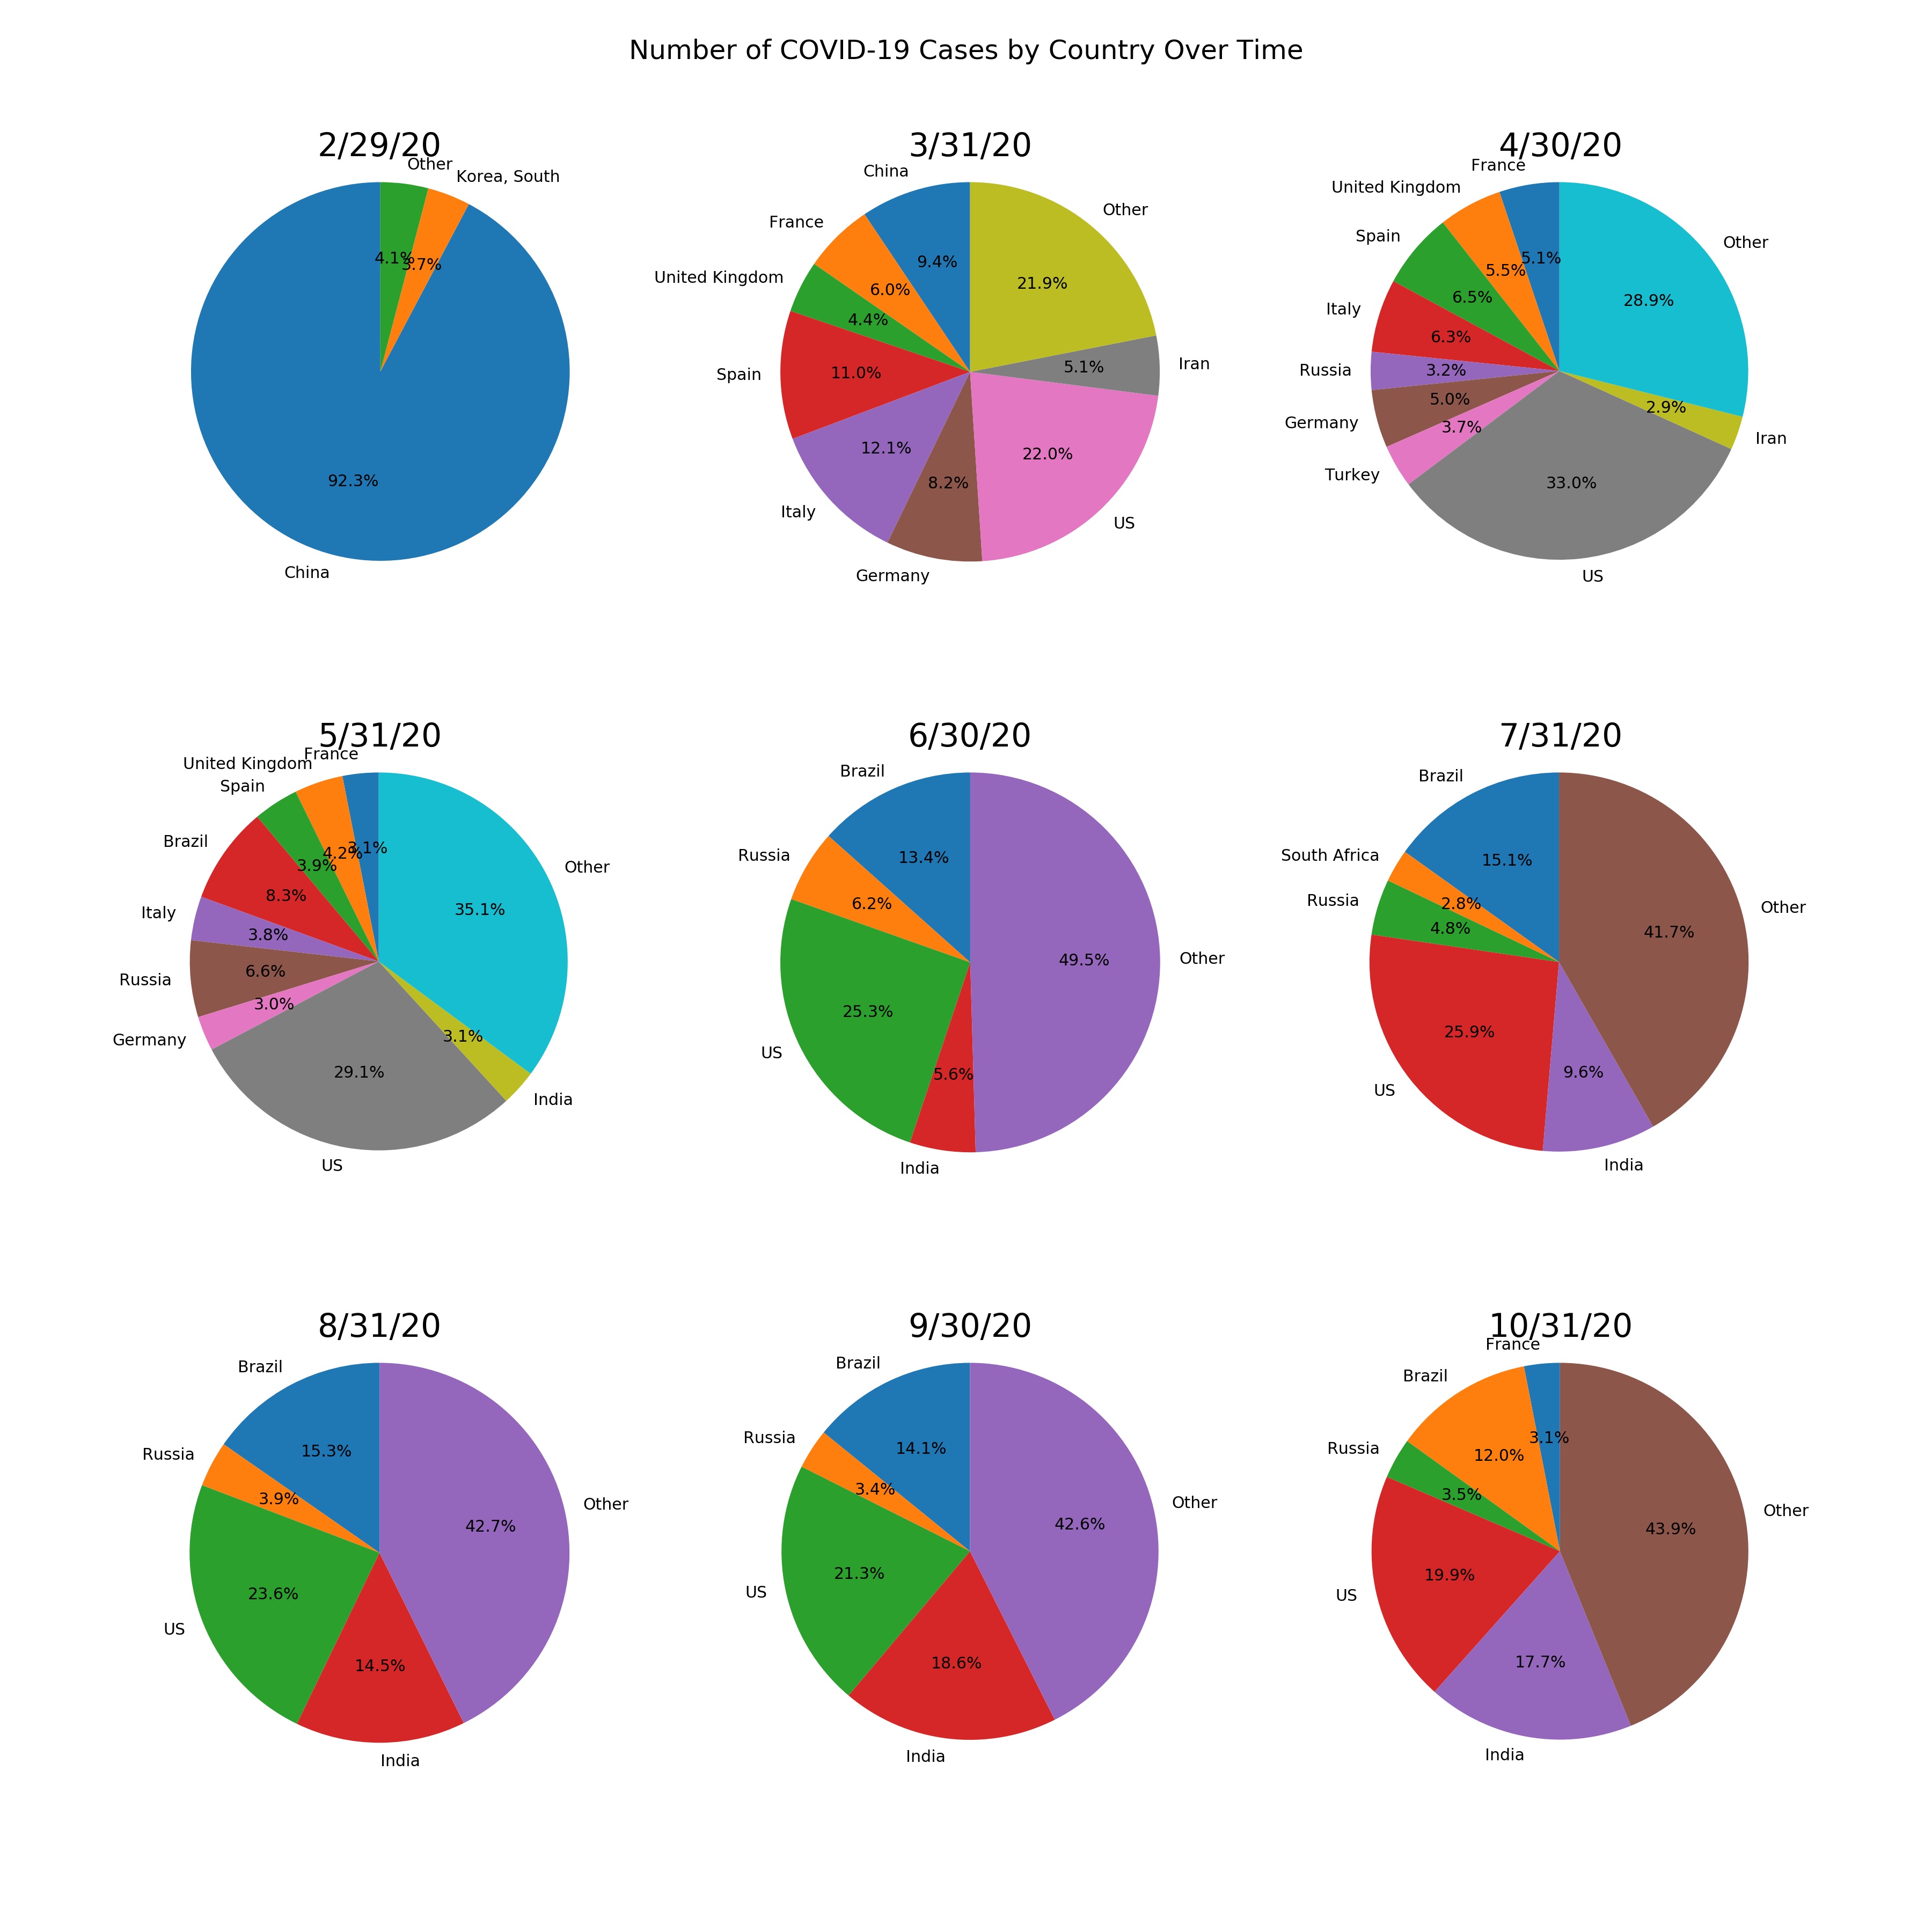 Number of COVID-19 Cases by Country Over Time
2/29/20
Other
Korea, South
4.1%
3.7%
92.3%
China
3/31/20
China
Other
France
United Kingdom
9.4%
21.9%
6.0%
4.4%
Iran
5.1%
Spain
11.0%
12.1%
22.0%
8.2%
Italy
US
Germany
4/30/20
France
United Kingdom
Spain
Other
5.1%
5.5%
6.5%
28.9%
Italy
6.3%
Russia
3.2%
5.0%
2.9%
Germany
3.7%
Iran
Turkey
33.0%
US
5/31/20
France
United Kingdom
Spain
Brazil
3.1%
4.2%
3.9%
Other
8.3%
35.1%
Italy
3.8%
Russia
6.6%
3.0%
Germany
3.1%
29.1%
India
US
6/30/20
Brazil
Russia
13.4%
6.2%
49.5%
Other
25.3%
US
5.6%
India
7/31/20
Brazil
South Africa
15.1%
Russia
2.8%
4.8%
Other
41.7%
25.9%
9.6%
US
India
8/31/20
Brazil
Russia
15.3%
3.9%
Other
42.7%
23.6%
US
14.5%
India
9/30/20
Brazil
Russia
14.1%
3.4%
Other
42.6%
21.3%
US
18.6%
India
10/31/20
France
Brazil
Russia
3.1%
12.0%
3.5%
Other
43.9%
19.9%
US
17.7%
India